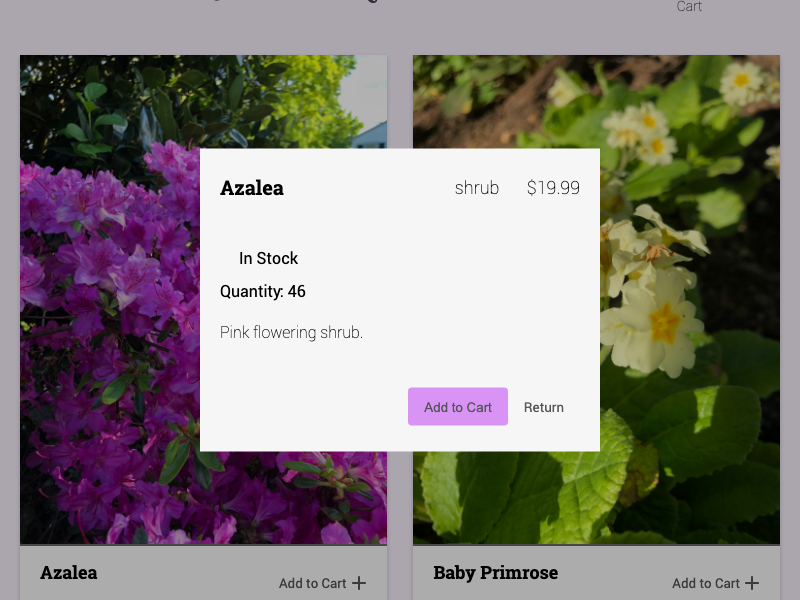 Cart
Azalea shrub $19.99
In Stock
Quantity: 46
Pink flowering shrub.
Add to Cart Return
Azalea
Add to Cart
Baby Primrose
Add to Cart